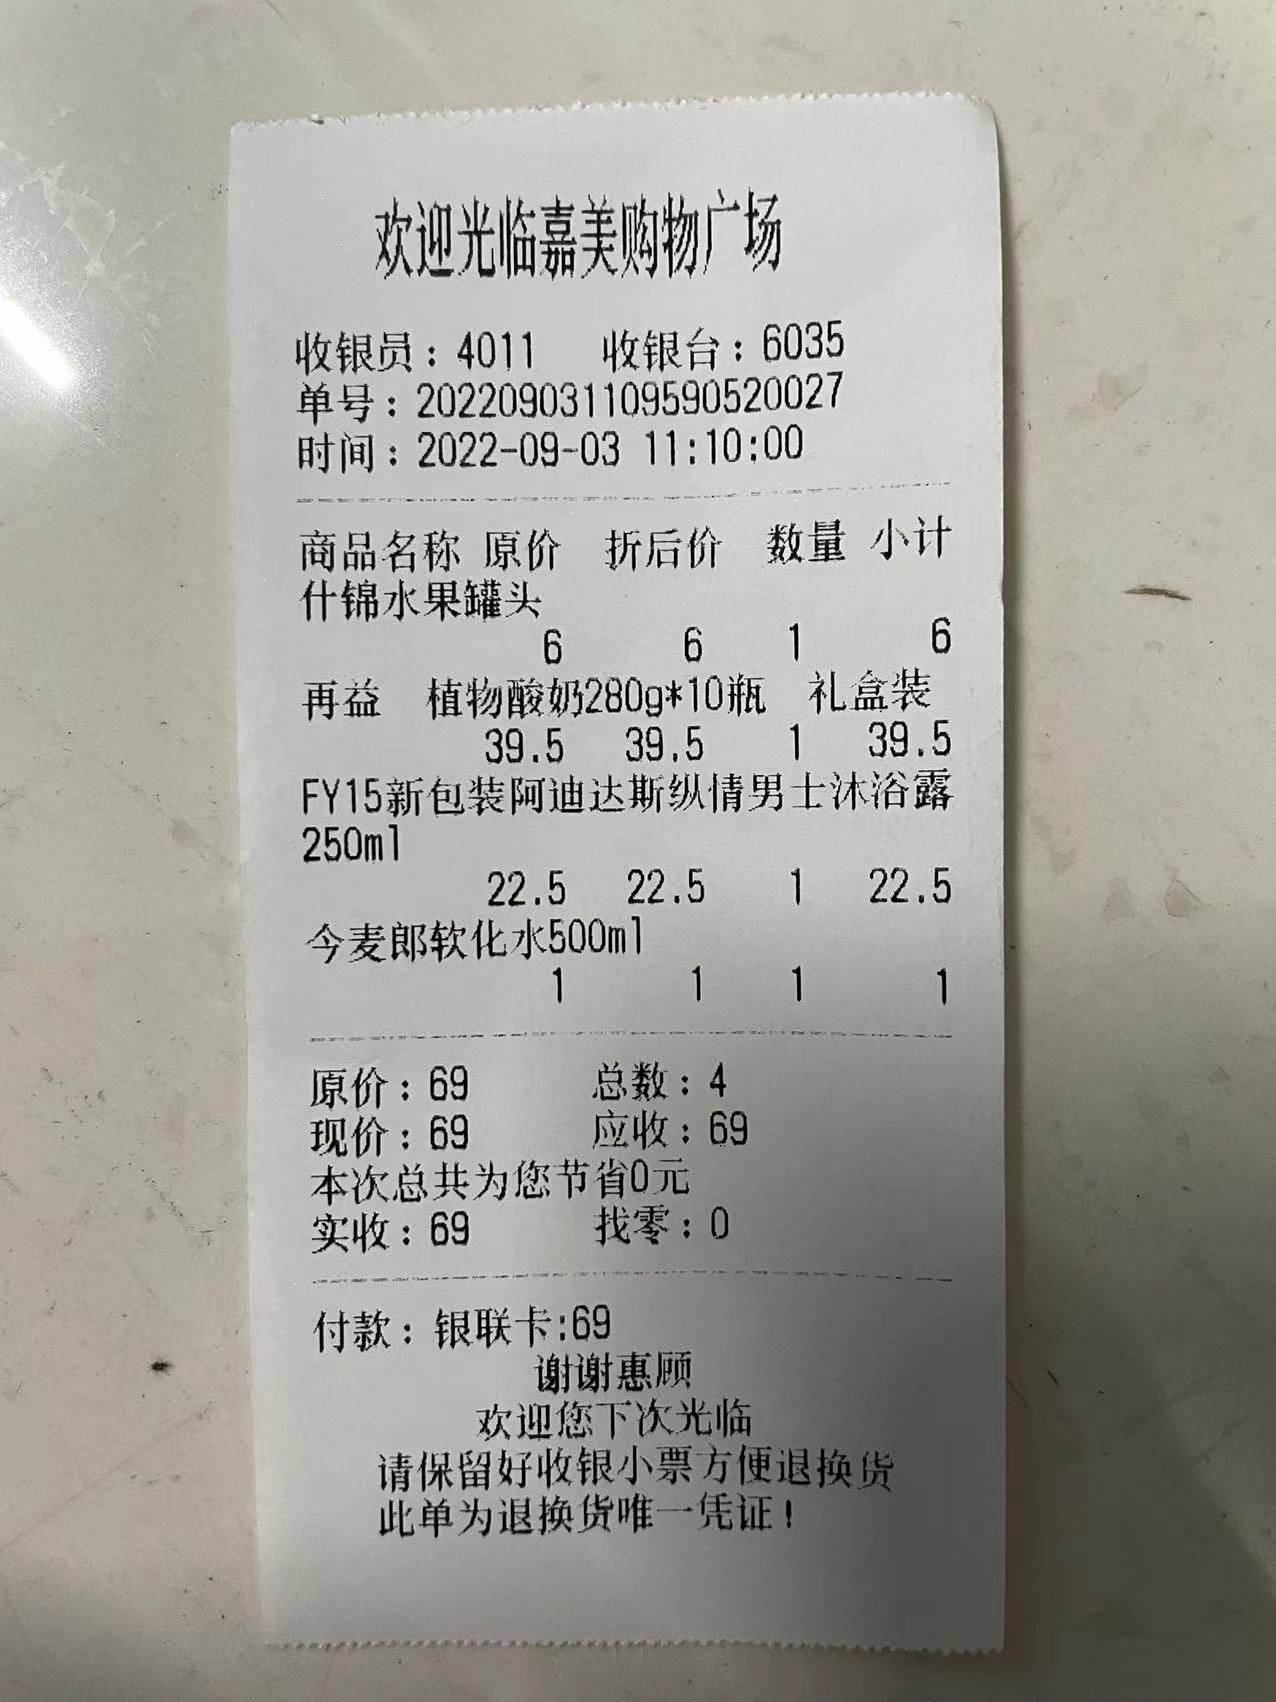 欢迎光临嘉美购物广场
收银员：4011 收银台：6035
单号：2022090311095905​20027
时间：2022-09-03 11:10:00
商品名称 原价 折后价 数量 小计
什锦水果罐头
6 6 1 6
再益 植物酸奶280g*10瓶 礼盒装
39.5 39.5 1 39.5
FY15新包装阿迪达斯纵情男士沐浴露
250ml
22.5 22.5 1 22.5
今麦郎软化水500ml
1 1 1 1
原价：69 总数：4
现价：69 应收：69
本次总共为您节省0元
实收：69 找零：0
付款：银联卡:69
谢谢惠顾
欢迎您下次光临
请保留好收银小票方便退换货
此单为退换货唯一凭证！